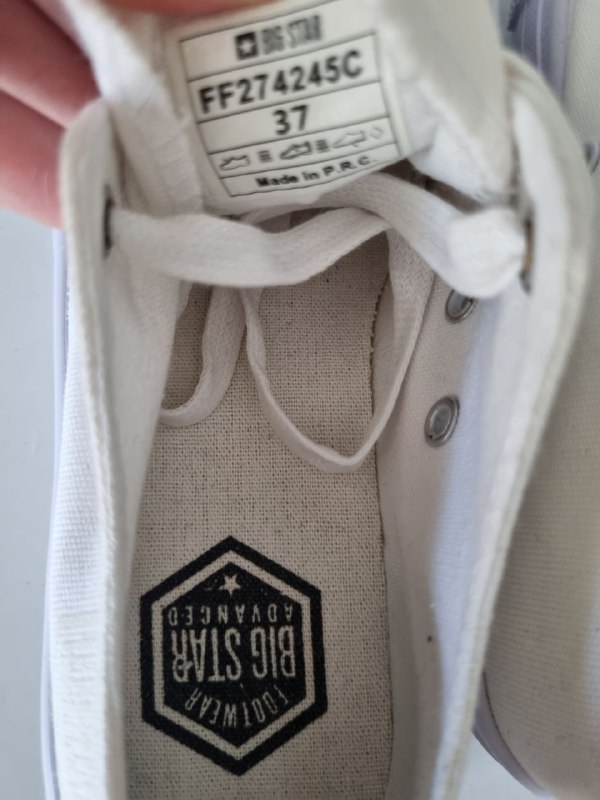 BIG STAR
FF274245C
37
Made in P.R.C.
ADVANCED
BIG STAR
FOOTWEAR